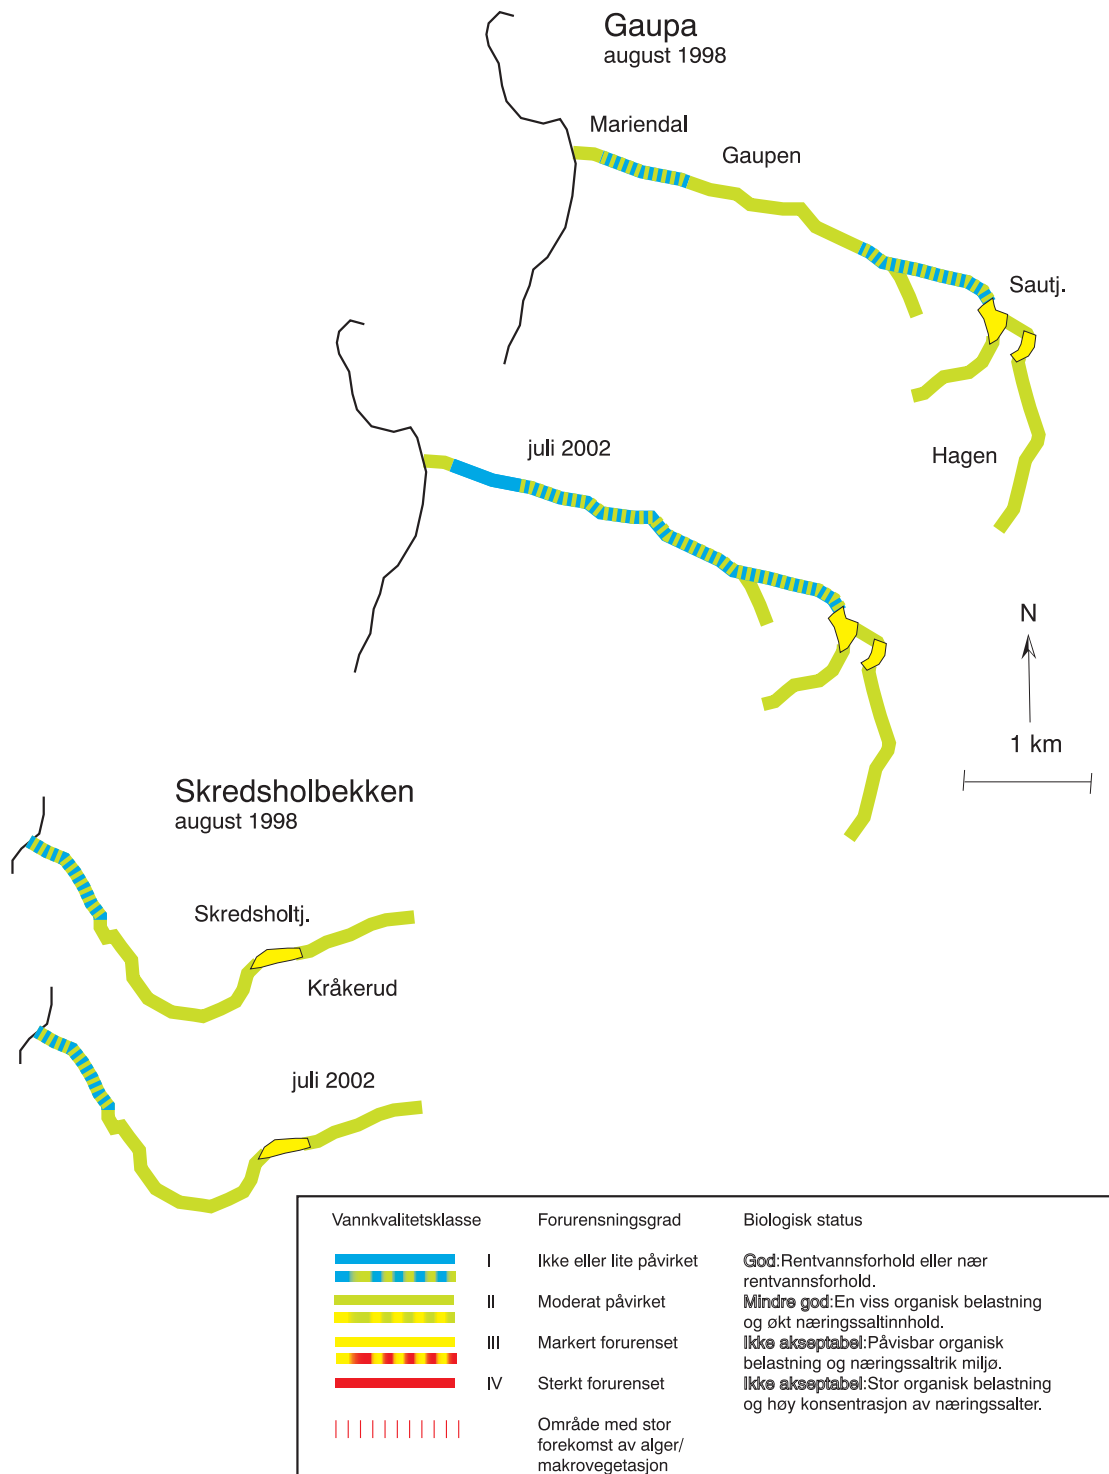 Gaupa
august 1998
Mariendal
Gaupen
Sautj.
Hagen
juli 2002
N
1 km
Skredsholbekken
august 1998
Skredsholtj.
Kråkerud
juli 2002
Vannkvalitetsklasse Forurensningsgrad Biologisk status
I Ikke eller lite påvirket God:Rentvannsforhold eller nær
rentvannsforhold.
II Moderat påvirket Mindre god:En viss organisk belastning
og økt næringssaltinnhold.
III Markert forurenset Ikke akseptabel:Påvisbar organisk
belastning og næringssaltrik miljø.
IV Sterkt forurenset Ikke akseptabel:Stor organisk belastning
og høy konsentrasjon av næringssalter.
Område med stor
forekomst av alger/
makrovegetasjon